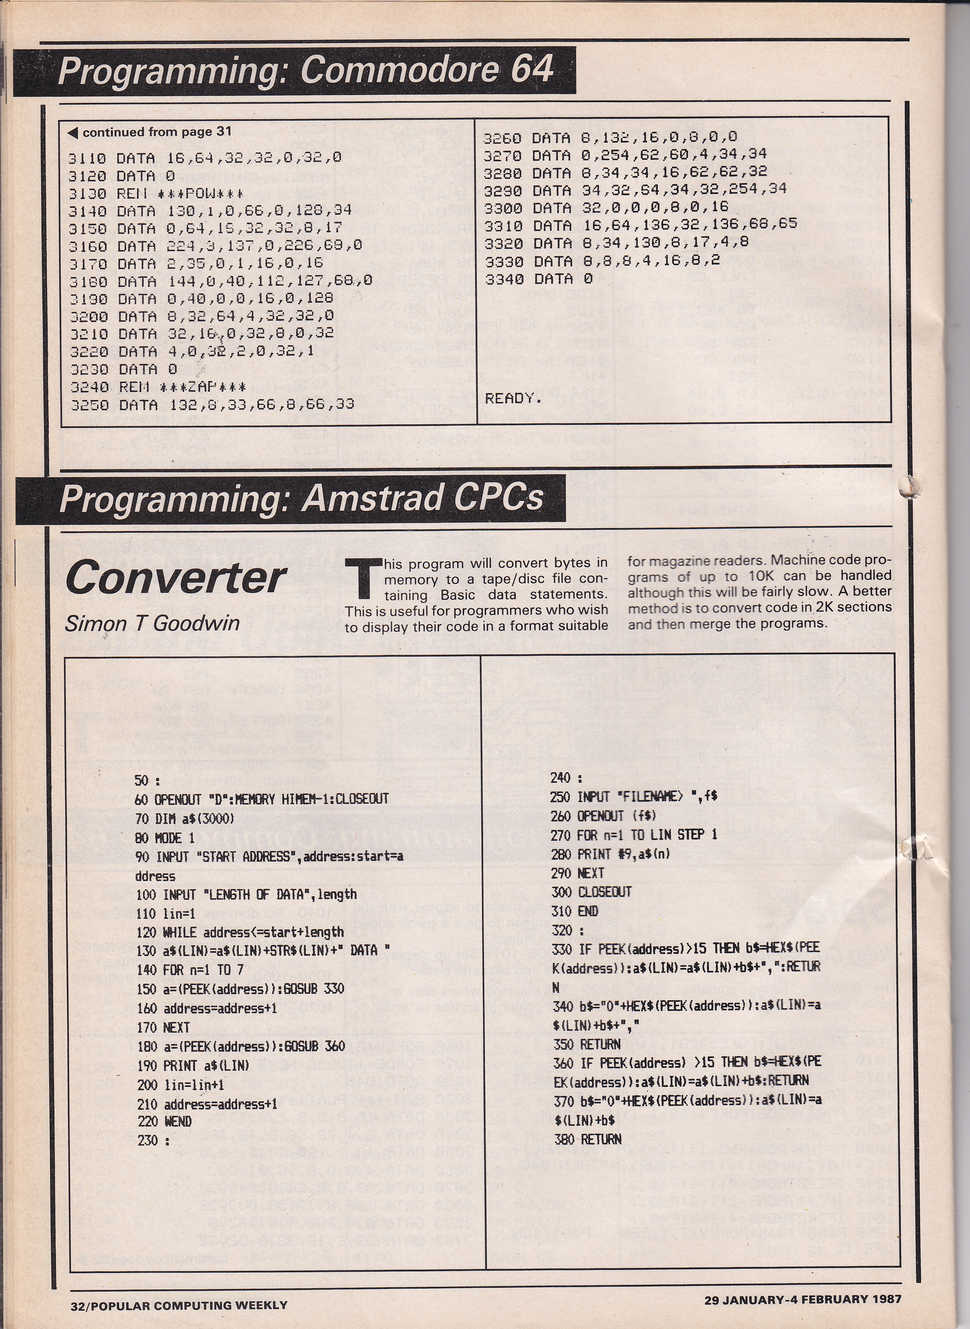 Programming: Commodore 64
◀ continued from page 31
3110 DATA 16,64,32,32,0,32,0
3120 DATA 0
3130 REM ***POW***
3140 DATA 130,1,0,66,0,128,34
3150 DATA 0,64,16,32,32,8,17
3160 DATA 224,3,137,0,226,68,0
3170 DATA 2,35,0,1,16,0,16
3180 DATA 144,0,40,112,127,68,0
3190 DATA 0,40,0,0,16,0,128
3200 DATA 8,32,64,4,32,32,0
3210 DATA 32,16,0,32,8,0,32
3220 DATA 4,0,32,2,0,32,1
3230 DATA 0
3240 REM ***ZAP***
3250 DATA 132,8,33,66,8,66,33
3260 DATA 8,132,16,0,8,0,0
3270 DATA 0,254,62,60,4,34,34
3280 DATA 8,34,34,16,62,62,32
3290 DATA 34,32,64,34,32,254,34
3300 DATA 32,0,0,0,8,0,16
3310 DATA 16,64,136,32,136,68,65
3320 DATA 8,34,130,8,17,4,8
3330 DATA 8,8,8,4,16,8,2
3340 DATA 0
READY.
Programming: Amstrad CPCs
Converter
Simon T Goodwin
This program will convert bytes in
memory to a tape/disc file con-
taining Basic data statements.
This is useful for programmers who wish
to display their code in a format suitable
for magazine readers. Machine code pro-
grams of up to 10K can be handled
although this will be fairly slow. A better
method is to convert code in 2K sections
and then merge the programs.
50 :
60 OPENOUT "D":MEMORY HIMEM-1:CLOSEOUT
70 DIM a$(3000)
80 MODE 1
90 INPUT "START ADDRESS",address:start=a
ddress
100 INPUT "LENGTH OF DATA",length
110 lin=1
120 WHILE address<=start+length
130 a$(LIN)=a$(LIN)+STR$(LIN)+" DATA "
140 FOR n=1 TO 7
150 a=(PEEK(address)):GOSUB 330
160 address=address+1
170 NEXT
180 a=(PEEK(address)):GOSUB 360
190 PRINT a$(LIN)
200 lin=lin+1
210 address=address+1
220 WEND
230 :
240 :
250 INPUT "FILENAME> ",f$
260 OPENOUT (f$)
270 FOR n=1 TO LIN STEP 1
280 PRINT #9,a$(n)
290 NEXT
300 CLOSEOUT
310 END
320 :
330 IF PEEK(address)>15 THEN b$=HEX$(PEE
K(address)):a$(LIN)=a$(LIN)+b$+",":RETUR
N
340 b$="0"+HEX$(PEEK(address)):a$(LIN)=a
$(LIN)+b$+","
350 RETURN
360 IF PEEK(address) >15 THEN b$=HEX$(PE
EK(address)):a$(LIN)=a$(LIN)+b$:RETURN
370 b$="0"+HEX$(PEEK(address)):a$(LIN)=a
$(LIN)+b$
380 RETURN
32/POPULAR COMPUTING WEEKLY
29 JANUARY-4 FEBRUARY 1987